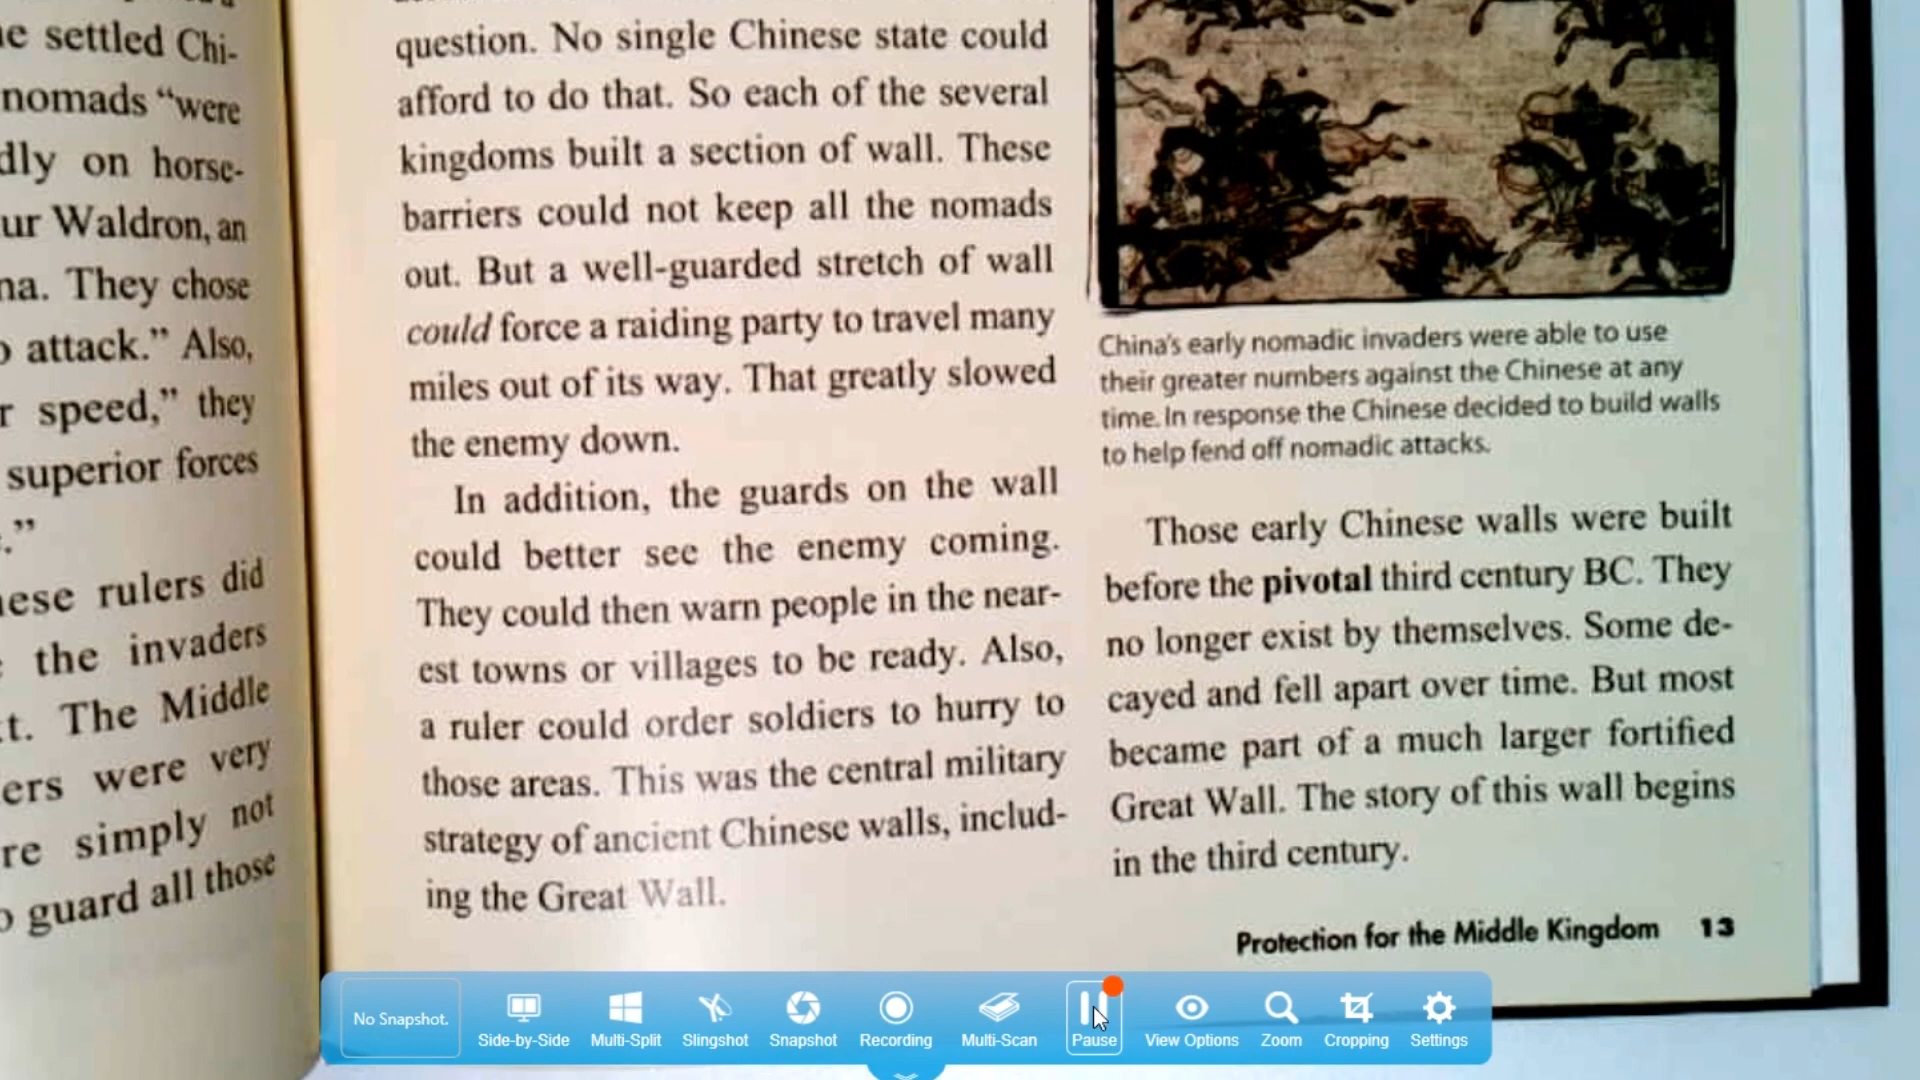 e settled Chi-
nomads “were
dly on horse-
ur Waldron, an
na. They chose
o attack.” Also,
r speed,” they
superior forces
.”
ese rulers did
the invaders
t. The Middle
ers were very
re simply not
o guard all those
question. No single Chinese state could
afford to do that. So each of the several
kingdoms built a section of wall. These
barriers could not keep all the nomads
out. But a well-guarded stretch of wall
could force a raiding party to travel many
miles out of its way. That greatly slowed
the enemy down.
In addition, the guards on the wall
could better see the enemy coming.
They could then warn people in the near-
est towns or villages to be ready. Also,
a ruler could order soldiers to hurry to
those areas. This was the central military
strategy of ancient Chinese walls, includ-
ing the Great Wall.
China's early nomadic invaders were able to use
their greater numbers against the Chinese at any
time. In response the Chinese decided to build walls
to help fend off nomadic attacks.
Those early Chinese walls were built
before the pivotal third century BC. They
no longer exist by themselves. Some de-
cayed and fell apart over time. But most
became part of a much larger fortified
Great Wall. The story of this wall begins
in the third century.
Protection for the Middle Kingdom 13
No Snapshot.
Side-by-Side
Multi-Split
Slingshot
Snapshot
Recording
Multi-Scan
Pause
View Options
Zoom
Cropping
Settings